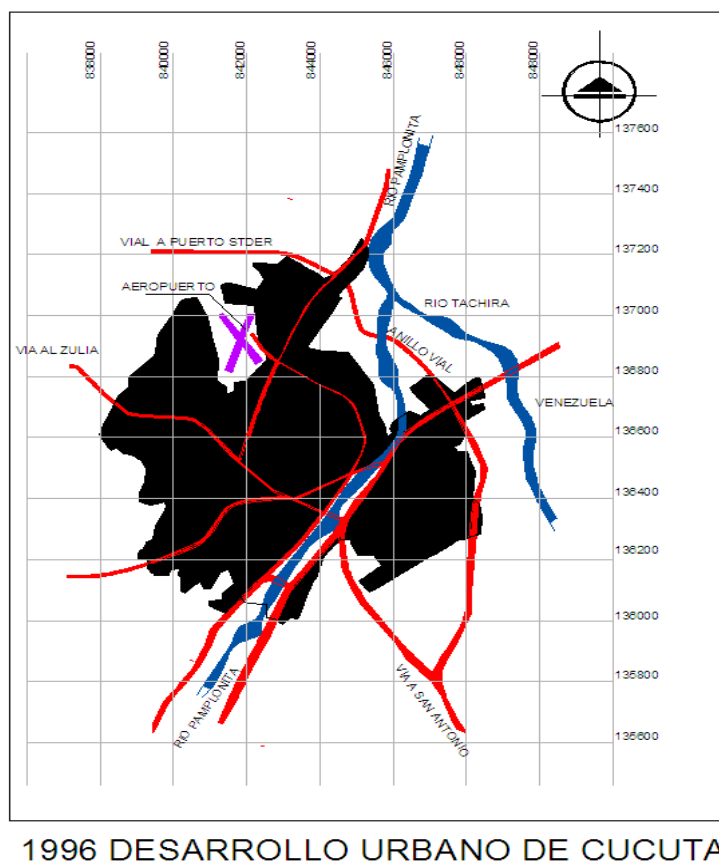 838000
840000
842000
844000
846000
848000
848000
137600
RIO PAMPLONITA
137400
VIAL A PUERTO STDER
137200
AEROPUERTO
RIO TACHIRA
137000
ANILLO VIAL
VIA AL ZULIA
136800
VENEZUELA
136600
136400
136200
136000
135800
RIO PAMPLONITA
VIA A SAN ANTONIO
135600
1996 DESARROLLO URBANO DE CUCUTA